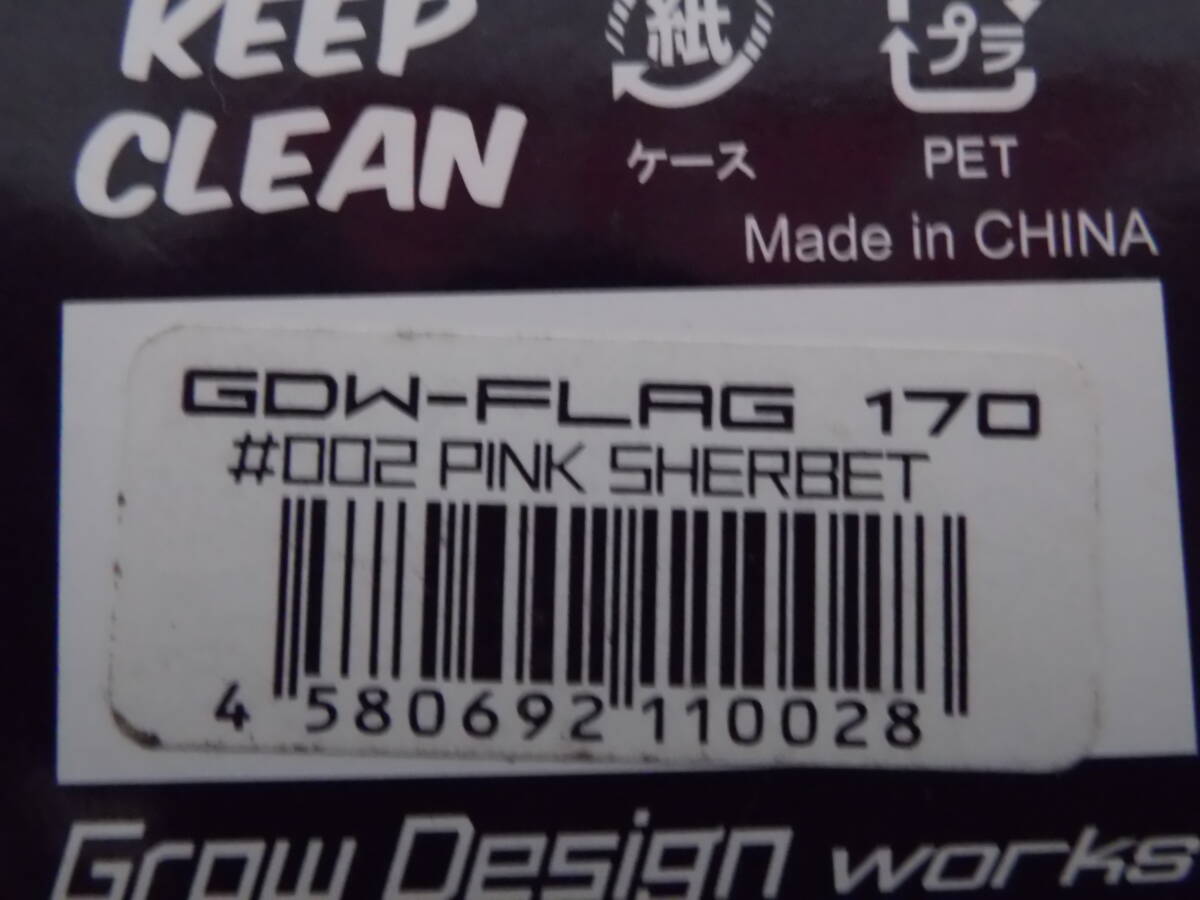 KEEP
CLEAN
紙
ケース
プラ
PET
Made in CHINA
GDW-FLAG 170
#002 PINK SHERBET
4 580692 110028
Grow Design works